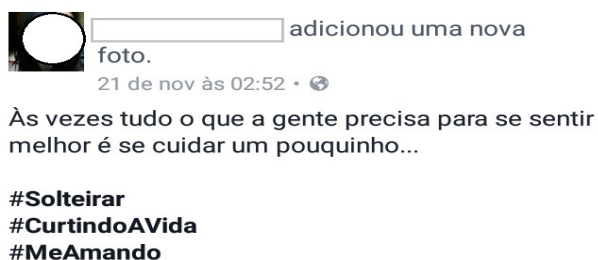 adicionou uma nova
foto.
21 de nov às 02:52 •
Às vezes tudo o que a gente precisa para se sentir
melhor é se cuidar um pouquinho...
#Solteirar
#CurtindoAVida
#MeAmando